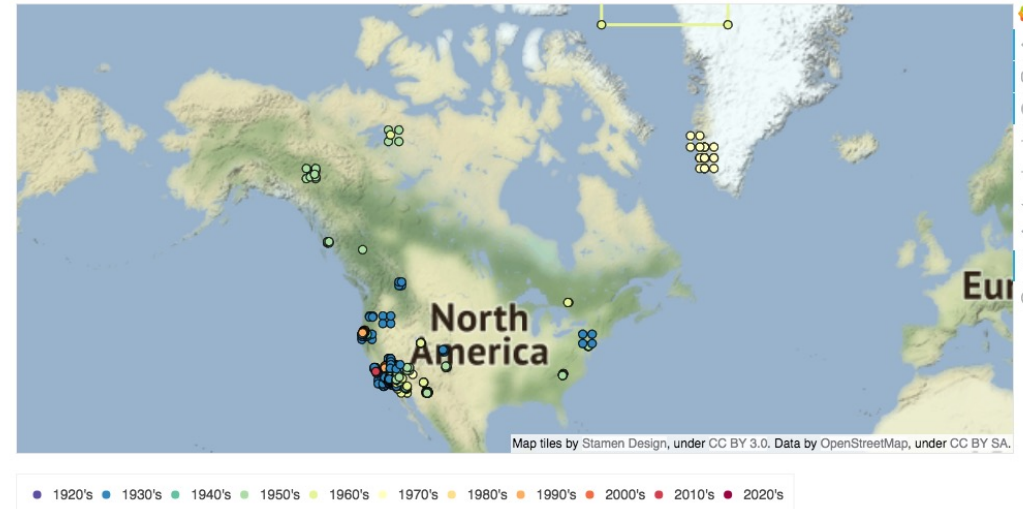 Eur
North
America
Map tiles by Stamen Design, under CC BY 3.0. Data by OpenStreetMap, under CC BY SA.
1920's 1930's 1940's 1950's 1960's 1970's 1980's 1990's 2000's 2010's 2020's